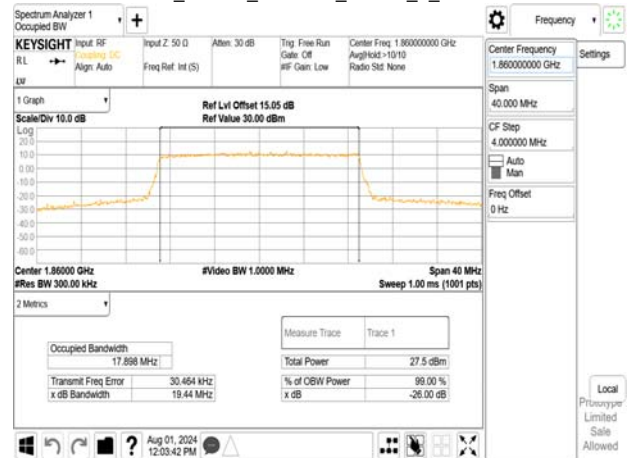 Spectrum Analyzer 1
Occupied BW
Frequency
KEYSIGHT
Input: RF
Coupling: DC
Align: Auto
Input Z: 50 Ω
Freq Ref: Int (S)
Atten: 30 dB
Trig: Free Run
Gate: Off
#IF Gain: Low
Center Freq: 1.860000000 GHz
Avg|Hold:>10/10
Radio Std: None
RL
Center Frequency
1.860000000 GHz
Settings
Span
40.000 MHz
CF Step
4.000000 MHz
Auto
Man
Freq Offset
0 Hz
1 Graph
Scale/Div 10.0 dB
Ref Lvl Offset 15.05 dB
Ref Value 30.00 dBm
Log
20.0
10.0
0.00
-10.0
-20.0
-30.0
-40.0
-50.0
-60.0
Center 1.86000 GHz
#Video BW 1.0000 MHz
Span 40 MHz
#Res BW 300.00 kHz
Sweep 1.00 ms (1001 pts)
2 Metrics
Measure Trace
Trace 1
Occupied Bandwidth
17.898 MHz
Total Power
27.5 dBm
Transmit Freq Error
30.464 kHz
% of OBW Power
99.00 %
x dB Bandwidth
19.44 MHz
x dB
-26.00 dB
Local
Prototype
Limited
Sale
Allowed
?
Aug 01, 2024
12:03:42 PM